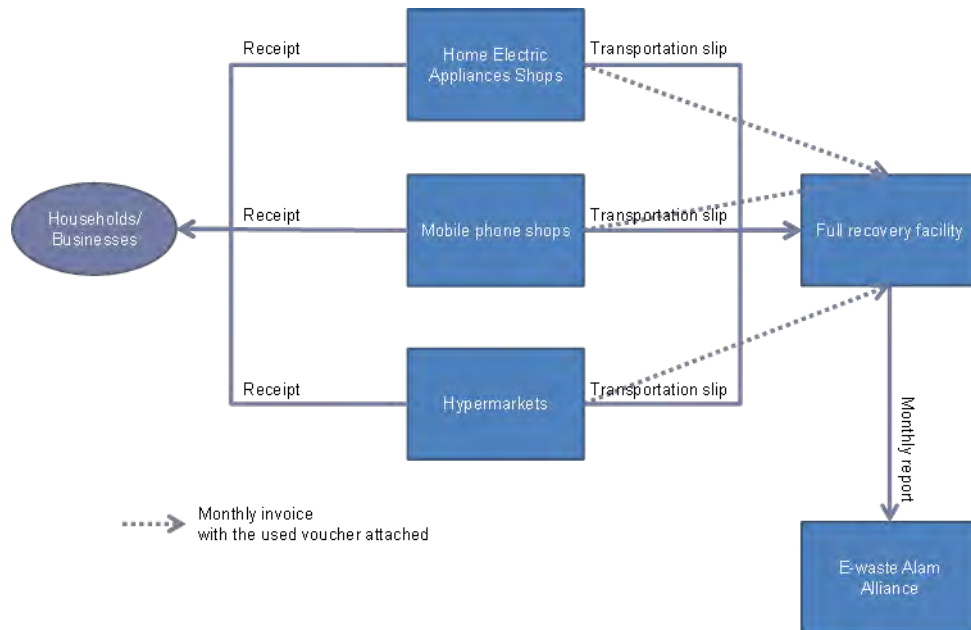 Receipt
Home Electric
Appliances Shops
Transportation slip
Households/
Businesses
Receipt
Mobile phone shops
Transportation slip
Full recovery facility
Receipt
Hypermarkets
Transportation slip
Monthly report
Monthly invoice
with the used voucher attached
E-waste Alam
Alliance